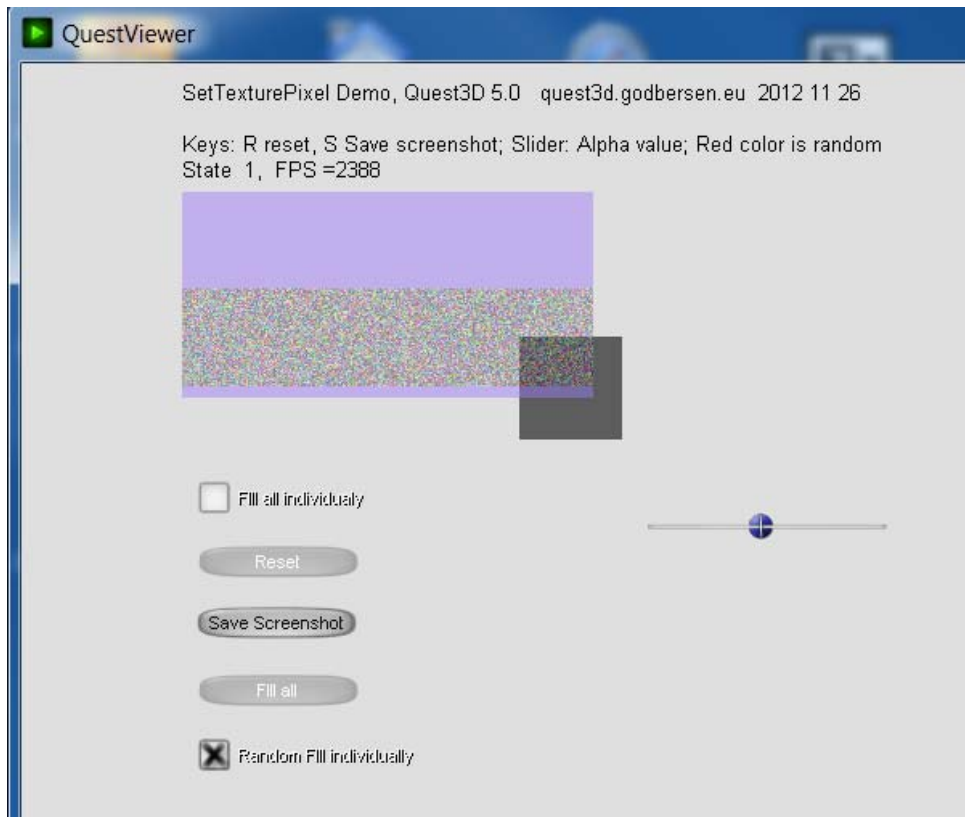 QuestViewer
SetTexturePixel Demo, Quest3D 5.0 quest3d.godbersen.eu 2012 11 26
Keys: R reset, S Save screenshot; Slider: Alpha value; Red color is random
State 1, FPS =2388
FIll all individualy
Reset
Save Screenshot
FIll all
Random FIll individually